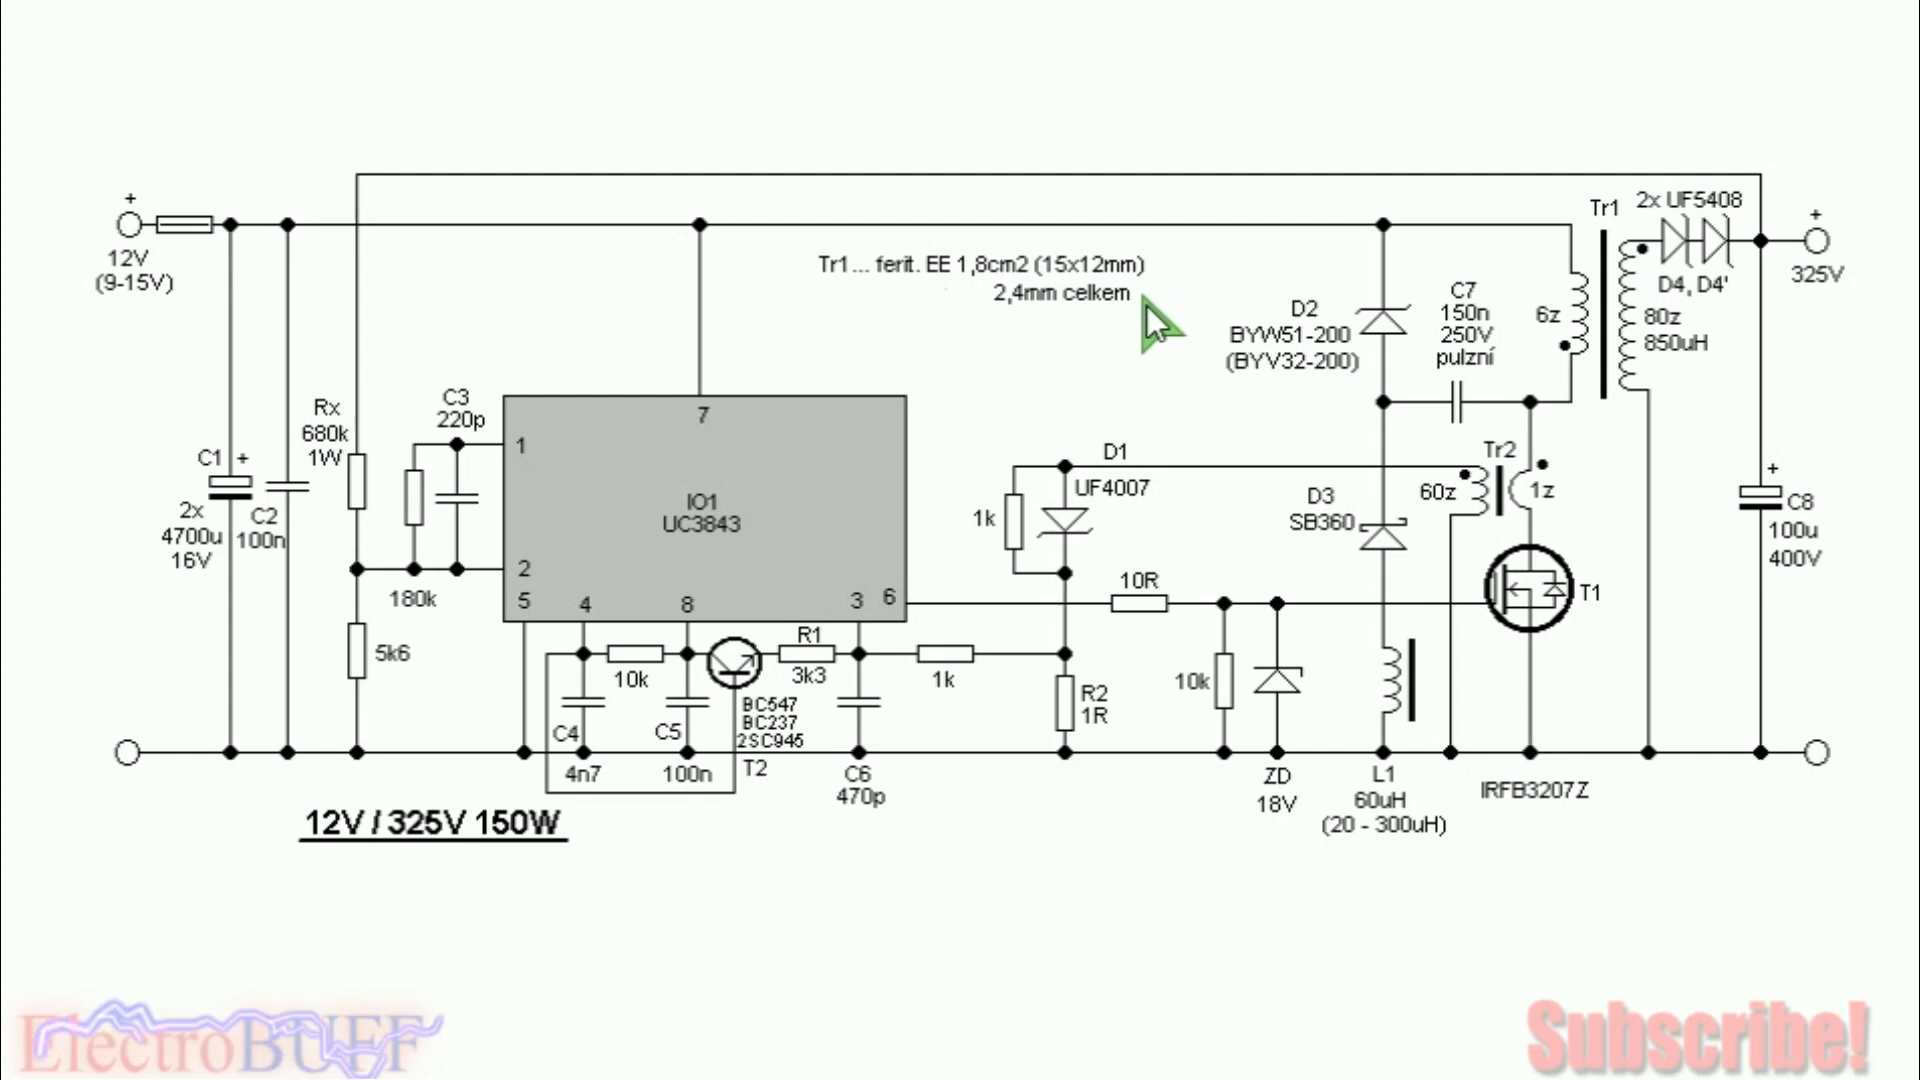 +
12V
(9-15V)
C1 +
2x
4700u
16V
C2
100n
Rx
680k
1W
5k6
C3
220p
180k
1
2
5
4
8
3
6
7
IO1
UC3843
10k
C4
4n7
C5
100n
BC547
BC237
2SC945
T2
R1
3k3
C6
470p
1k
1k
D1
UF4007
R2
1R
10R
10k
ZD
18V
Tr1... ferit. EE 1,8cm2 (15x12mm)
2,4mm celkem
D2
BYW51-200
(BYV32-200)
C7
150n
250V
pulzní
D3
SB360
L1
60uH
(20 - 300uH)
Tr2
60z
1z
T1
IRFB3207Z
6z
Tr1
2x UF5408
D4, D4'
80z
850uH
+
325V
+
C8
100u
400V
12V / 325V 150W
ElectroBUFF
Subscribe!